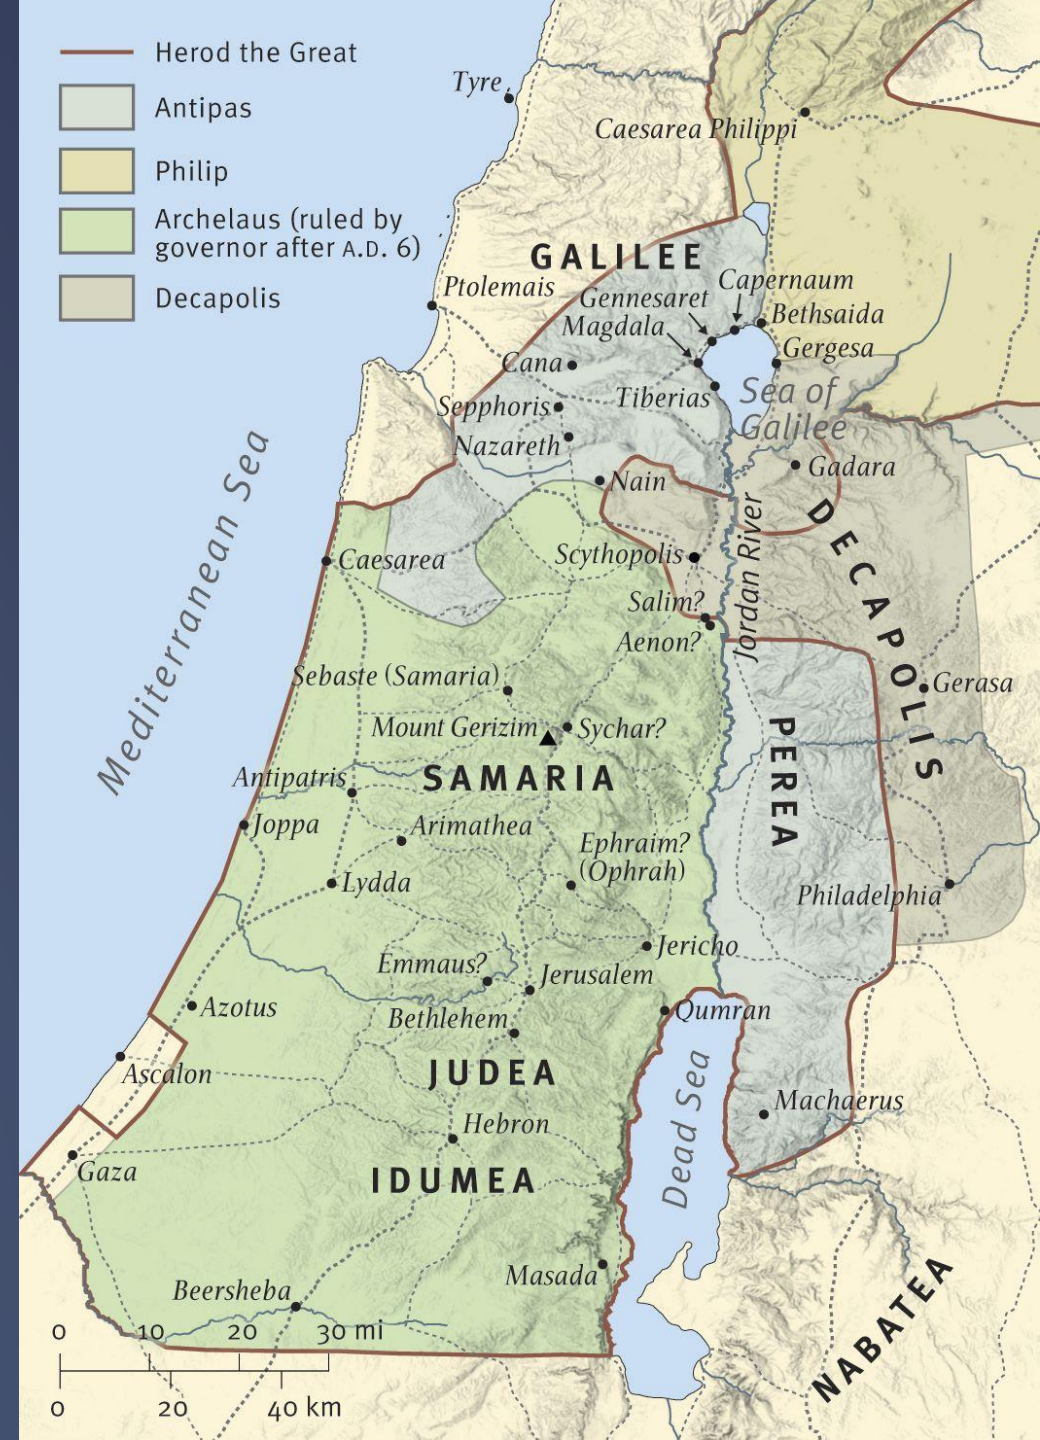 Herod the Great
Antipas
Philip
Archelaus (ruled by
governor after A.D. 6)
Decapolis
Tyre
Caesarea Philippi
GALILEE
Ptolemais
Capernaum
Gennesaret
Bethsaida
Magdala
Gergesa
Cana
Tiberias
Sea of
Galilee
Sepphoris
Nazareth
Nain
Gadara
Mediterranean Sea
DECAPOLIS
Jordan River
Caesarea
Scythopolis
Salim?
Aenon?
Sebaste (Samaria)
Gerasa
Mount Gerizim
Sychar?
PEREA
SAMARIA
Antipatris
Joppa
Arimathea
Ephraim?
(Ophrah)
Lydda
Philadelphia
Jericho
Emmaus?
Jerusalem
Azotus
Bethlehem
Qumran
Ascalon
JUDEA
Dead Sea
Machaerus
Hebron
Gaza
IDUMEA
Masada
Beersheba
NABATEA
0 10 20 30 mi
0 20 40 km